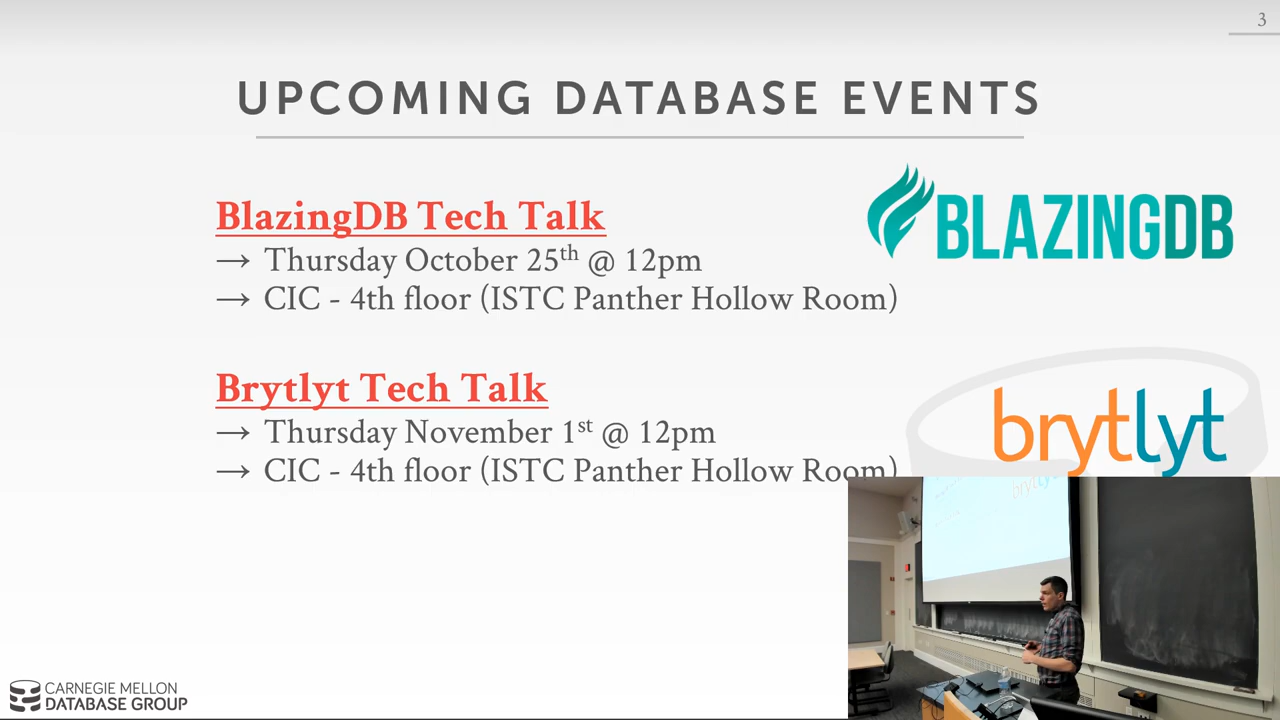 3
UPCOMING DATABASE EVENTS
BlazingDB Tech Talk
→ Thursday October 25th @ 12pm
→ CIC - 4th floor (ISTC Panther Hollow Room)
BLAZINGDB
Brytlyt Tech Talk
→ Thursday November 1st @ 12pm
→ CIC - 4th floor (ISTC Panther Hollow Room)
brytlyt
brytlyt
CARNEGIE MELLON
DATABASE GROUP